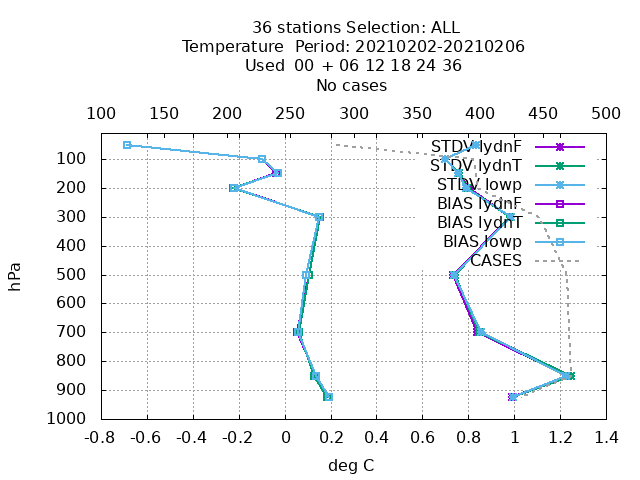 36 stations Selection: ALL
Temperature Period: 20210202-20210206
Used 00 + 06 12 18 24 36
No cases
100 150 200 250 300 350 400 450 500
STDV lydnF
STDV lydnT
STDV lowp
BIAS lydnF
BIAS lydnT
BIAS lowp
CASES
100
200
300
400
500
600
700
800
900
1000
hPa
-0.8 -0.6 -0.4 -0.2 0 0.2 0.4 0.6 0.8 1 1.2 1.4
deg C